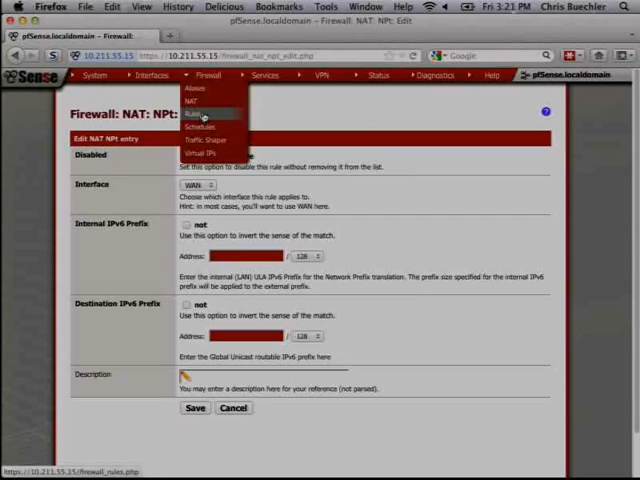 Firefox File Edit View History Delicious Bookmarks Tools Window Help Fri 3:21 PM Chris Buechler
pfSense.localdomain - Firewall: NAT: NPt: Edit
pfSense.localdomain - Firewall: ...
10.211.55.15 https://10.211.55.15/firewall_nat_npt_edit.php Google
Sense System Interfaces Firewall Services VPN Status Diagnostics Help pfSense.localdomain
Aliases
NAT
Rules
Schedules
Traffic Shaper
Virtual IPs
Firewall: NAT: NPt:
Edit NAT NPt entry
Disabled
Set this option to disable this rule without removing it from the list.
Interface WAN
Choose which interface this rule applies to.
Hint: in most cases, you'll want to use WAN here.
Internal IPv6 Prefix not
Use this option to invert the sense of the match.
Address: / 128
Enter the internal (LAN) ULA IPv6 Prefix for the Network Prefix translation. The prefix size specified for the internal IPv6
prefix will be applied to the external prefix.
Destination IPv6 Prefix not
Use this option to invert the sense of the match.
Address: / 128
Enter the Global Unicast routable IPv6 prefix here
Description
You may enter a description here for your reference (not parsed).
Save Cancel
https://10.211.55.15/firewall_rules.php